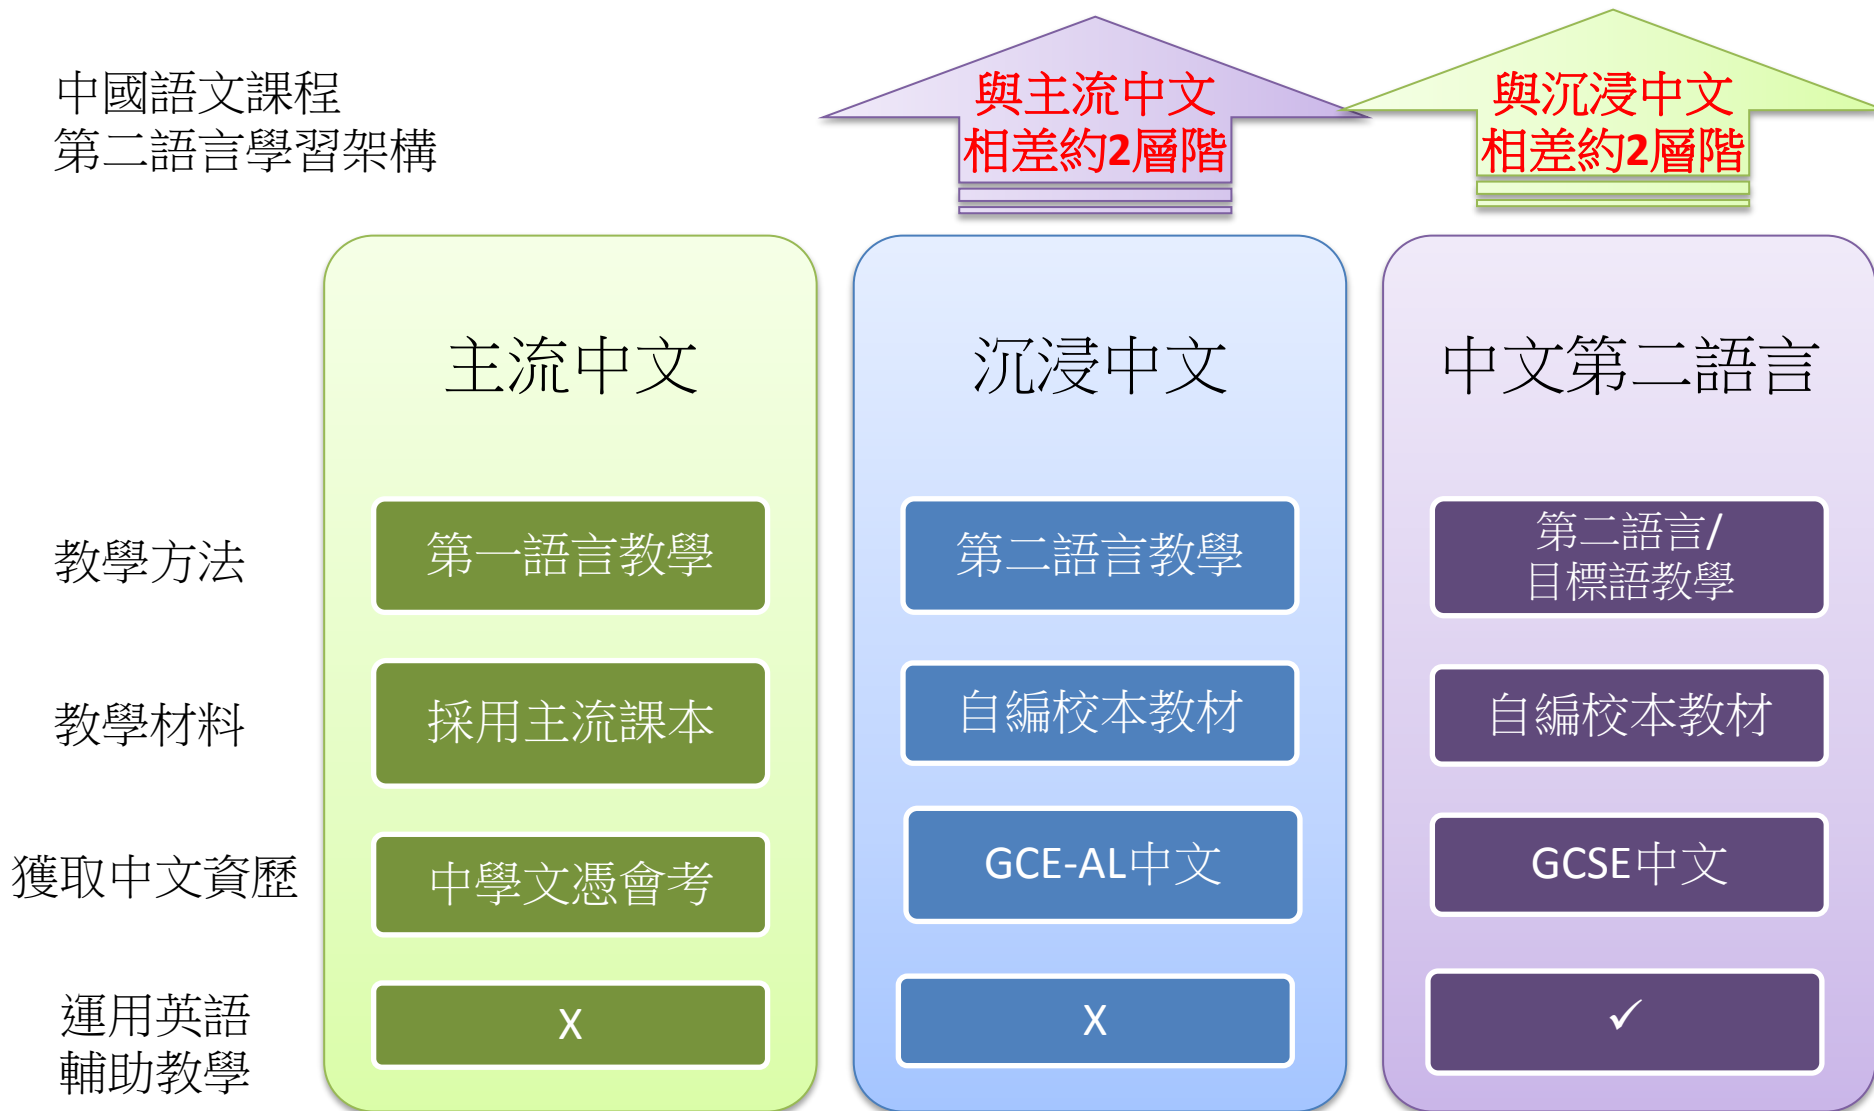 中國語文課程
第二語言學習架構
與主流中文
相差約2層階
與沉浸中文
相差約2層階
主流中文
沉浸中文
中文第二語言
教學方法
第一語言教學
第二語言教學
第二語言/
目標語教學
教學材料
採用主流課本
自編校本教材
自編校本教材
獲取中文資歷
中學文憑會考
GCE-AL中文
GCSE中文
運用英語
輔助教學
X
X
✓